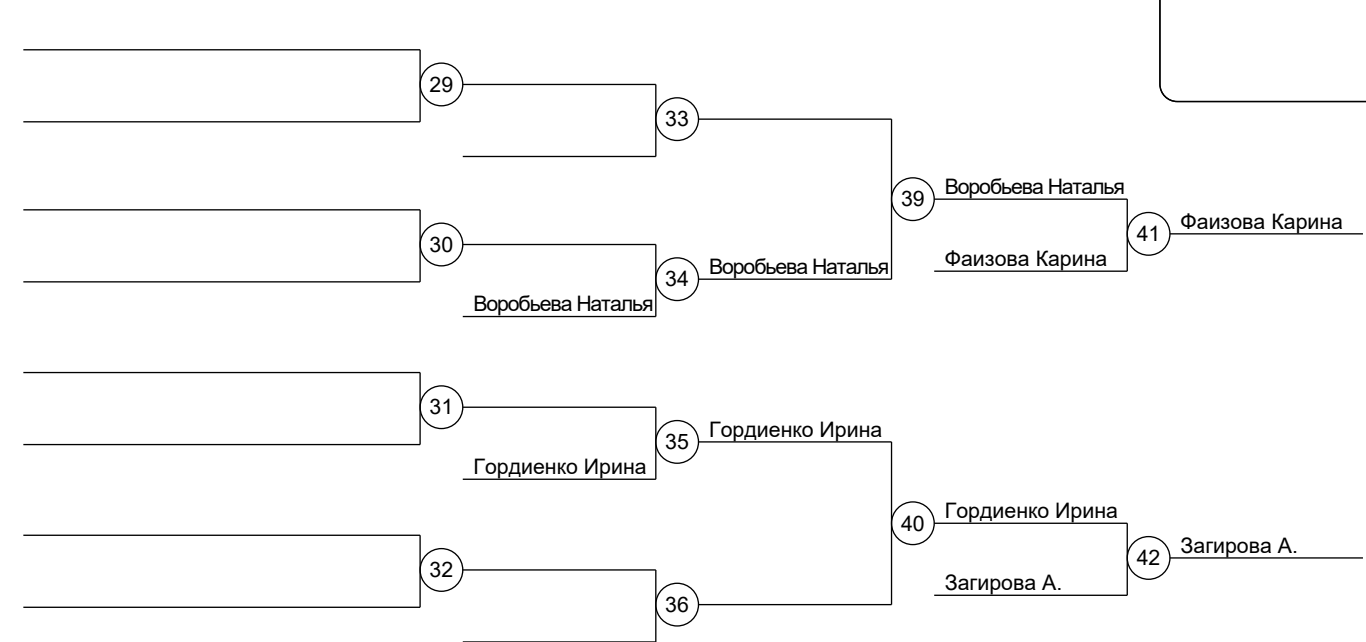 29
33
Воробьева Наталья
39
Фаизова Карина
41
30
Фаизова Карина
Воробьева Наталья
34
Воробьева Наталья
31
Гордиенко Ирина
35
Гордиенко Ирина
Гордиенко Ирина
40
Загирова А.
42
32
Загирова А.
36